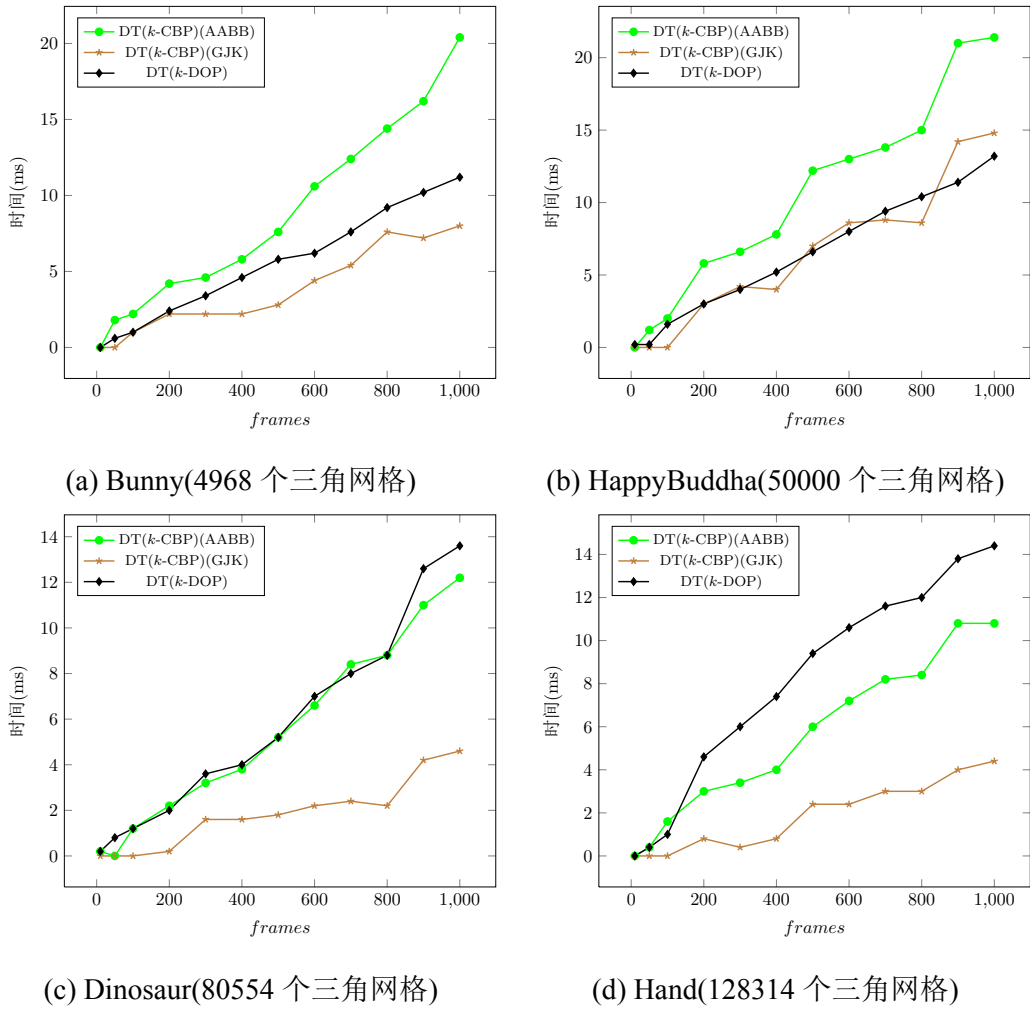 DT(k-CBP)(AABB)
DT(k-CBP)(GJK)
DT(k-DOP)
20
15
10
5
0
时间(ms)
0 200 400 600 800 1,000
frames
(a) Bunny(4968 个三角网格)
DT(k-CBP)(AABB)
DT(k-CBP)(GJK)
DT(k-DOP)
20
15
10
5
0
时间(ms)
0 200 400 600 800 1,000
frames
(b) HappyBuddha(50000 个三角网格)
DT(k-CBP)(AABB)
DT(k-CBP)(GJK)
DT(k-DOP)
14
12
10
8
6
4
2
0
时间(ms)
0 200 400 600 800 1,000
frames
(c) Dinosaur(80554 个三角网格)
DT(k-CBP)(AABB)
DT(k-CBP)(GJK)
DT(k-DOP)
14
12
10
8
6
4
2
0
时间(ms)
0 200 400 600 800 1,000
frames
(d) Hand(128314 个三角网格)